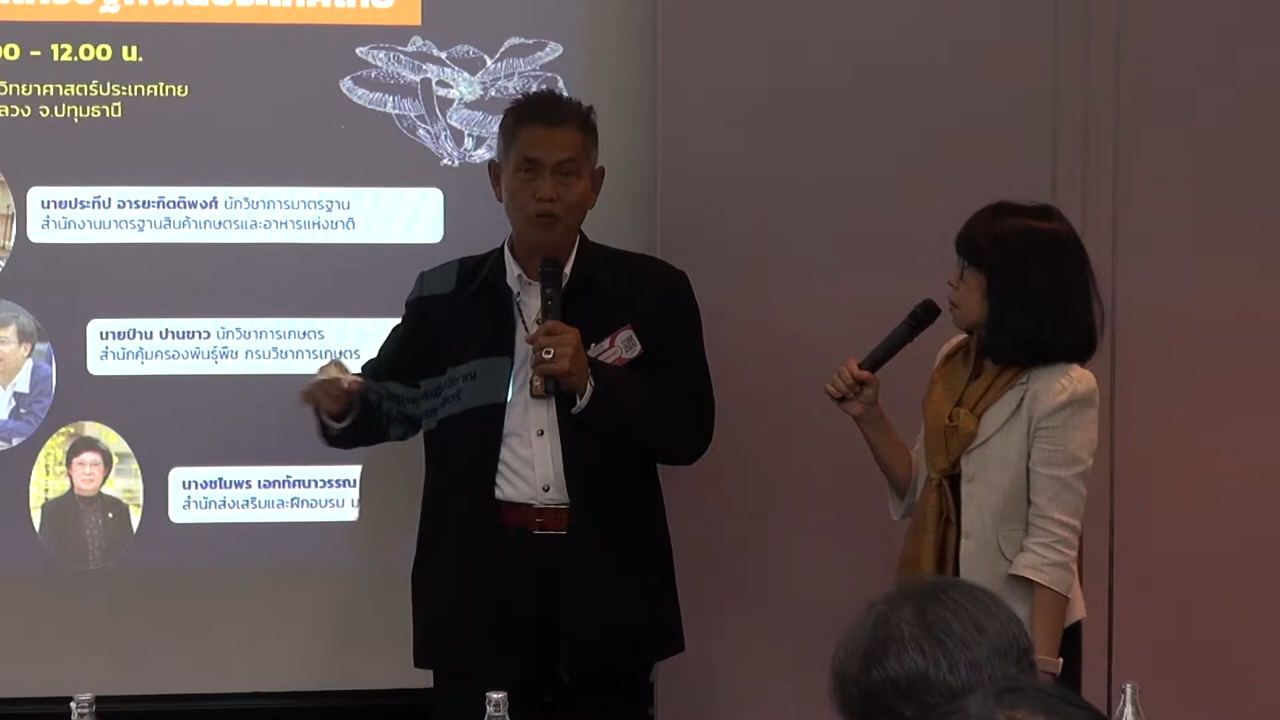 00 - 12.00 น.
วิทยาศาสตร์ประเทศไทย
ลวง จ.ปทุมธานี
นายประทีป อารยะกิตติพงศ์ นักวิชาการมาตรฐาน
สำนักงานมาตรฐานสินค้าเกษตรและอาหารแห่งชาติ
นายป่าน ปานขาว นักวิชาการเกษตร
สำนักคุ้มครองพันธุ์พืช กรมวิชาการเกษตร
นางชไมพร เอกทัศนาวรรณ
สำนักส่งเสริมและฝึกอบรม ม